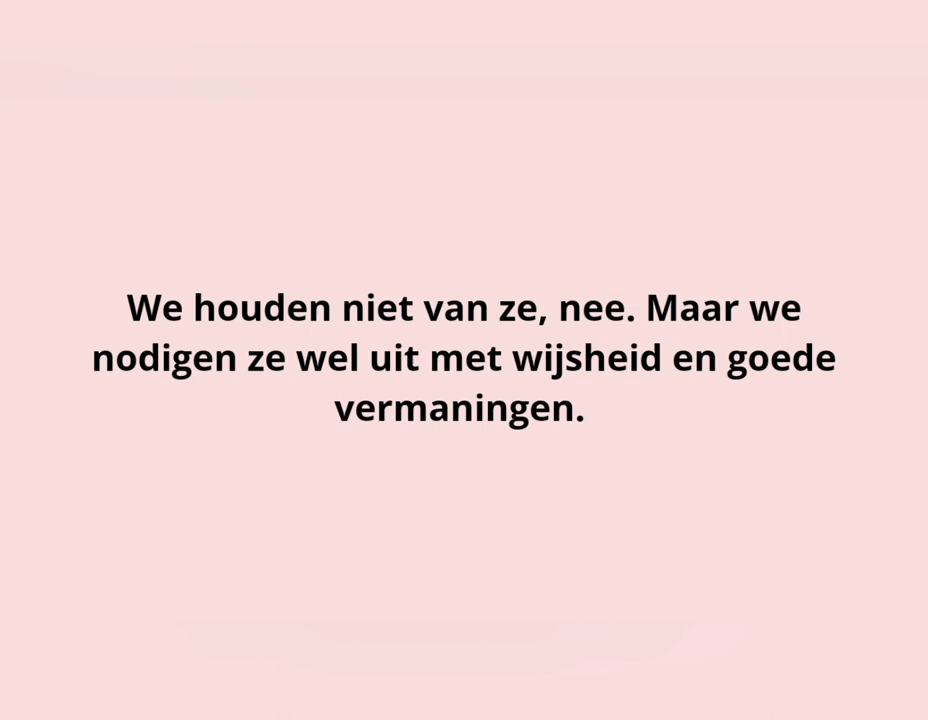 We houden niet van ze, nee. Maar we
nodigen ze wel uit met wijsheid en goede
vermaningen.